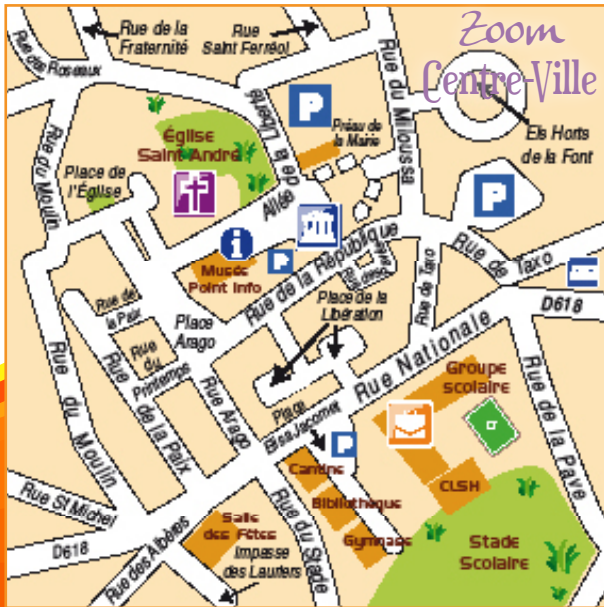 Zoom
Centre-Ville
Rue de la
Fraternité
Rue
Saint Ferréol
Rue des Roseaux
Rue du Moulin
P
Allée de la Liberté
Préau de
la Mairie
Rue du Miloussa
Els Horts
de la Font
Église
Saint André
Place de
l'Église
P
i
Musée
Point Info
P
Rue de la République
Rue de Taxo
Rue de Taxo
D618
Rue de
la Paix
Place
Arago
Place de la
Libération
Rue du
Printemps
Rue de la Paix
Rue Arago
Rue Nationale
Rue du Moulin
Groupe
scolaire
Rue de la Pave
Plaça
Bisa Jacomet
P
Cantine
Bibliothèque
Gymnase
CLSH
Rue St Michel
D618
Rue des Albères
Salle
des Fêtes
Impasse
des Lauriers
Rue du Stade
Stade
Scolaire